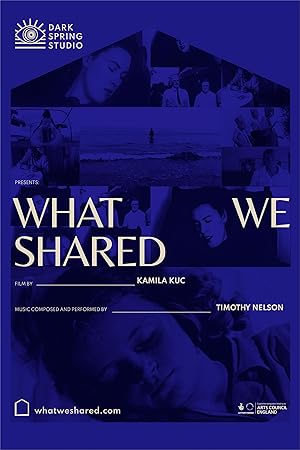 DARK
SPRING
STUDIO
PRESENTS:
WHAT WE
SHARED
FILM BY KAMILA KUC
MUSIC COMPOSED AND PERFORMED BY TIMOTHY NELSON
whatweshared.com
ARTS COUNCIL
ENGLAND